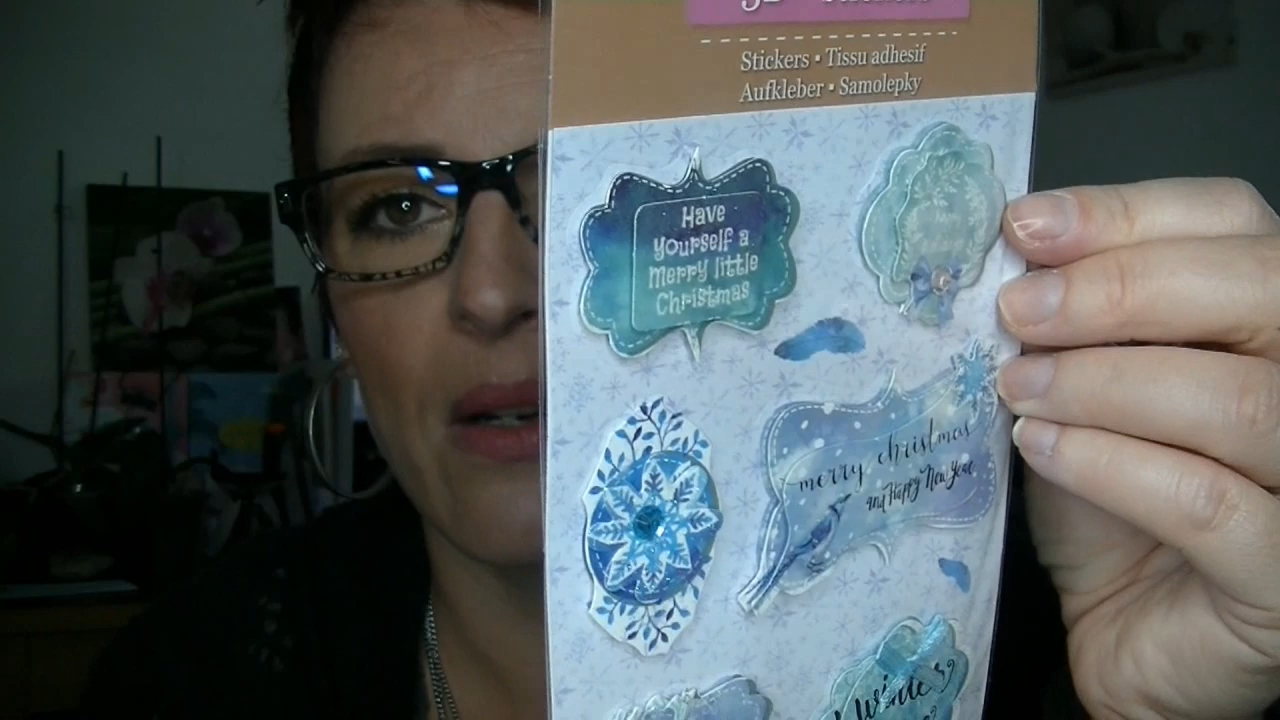 Stickers ▪ Tissu adhesif
Aufkleber ▪ Samolepky
Have
yourself a
Merry little
Christmas
merry christmas
and Happy New Year